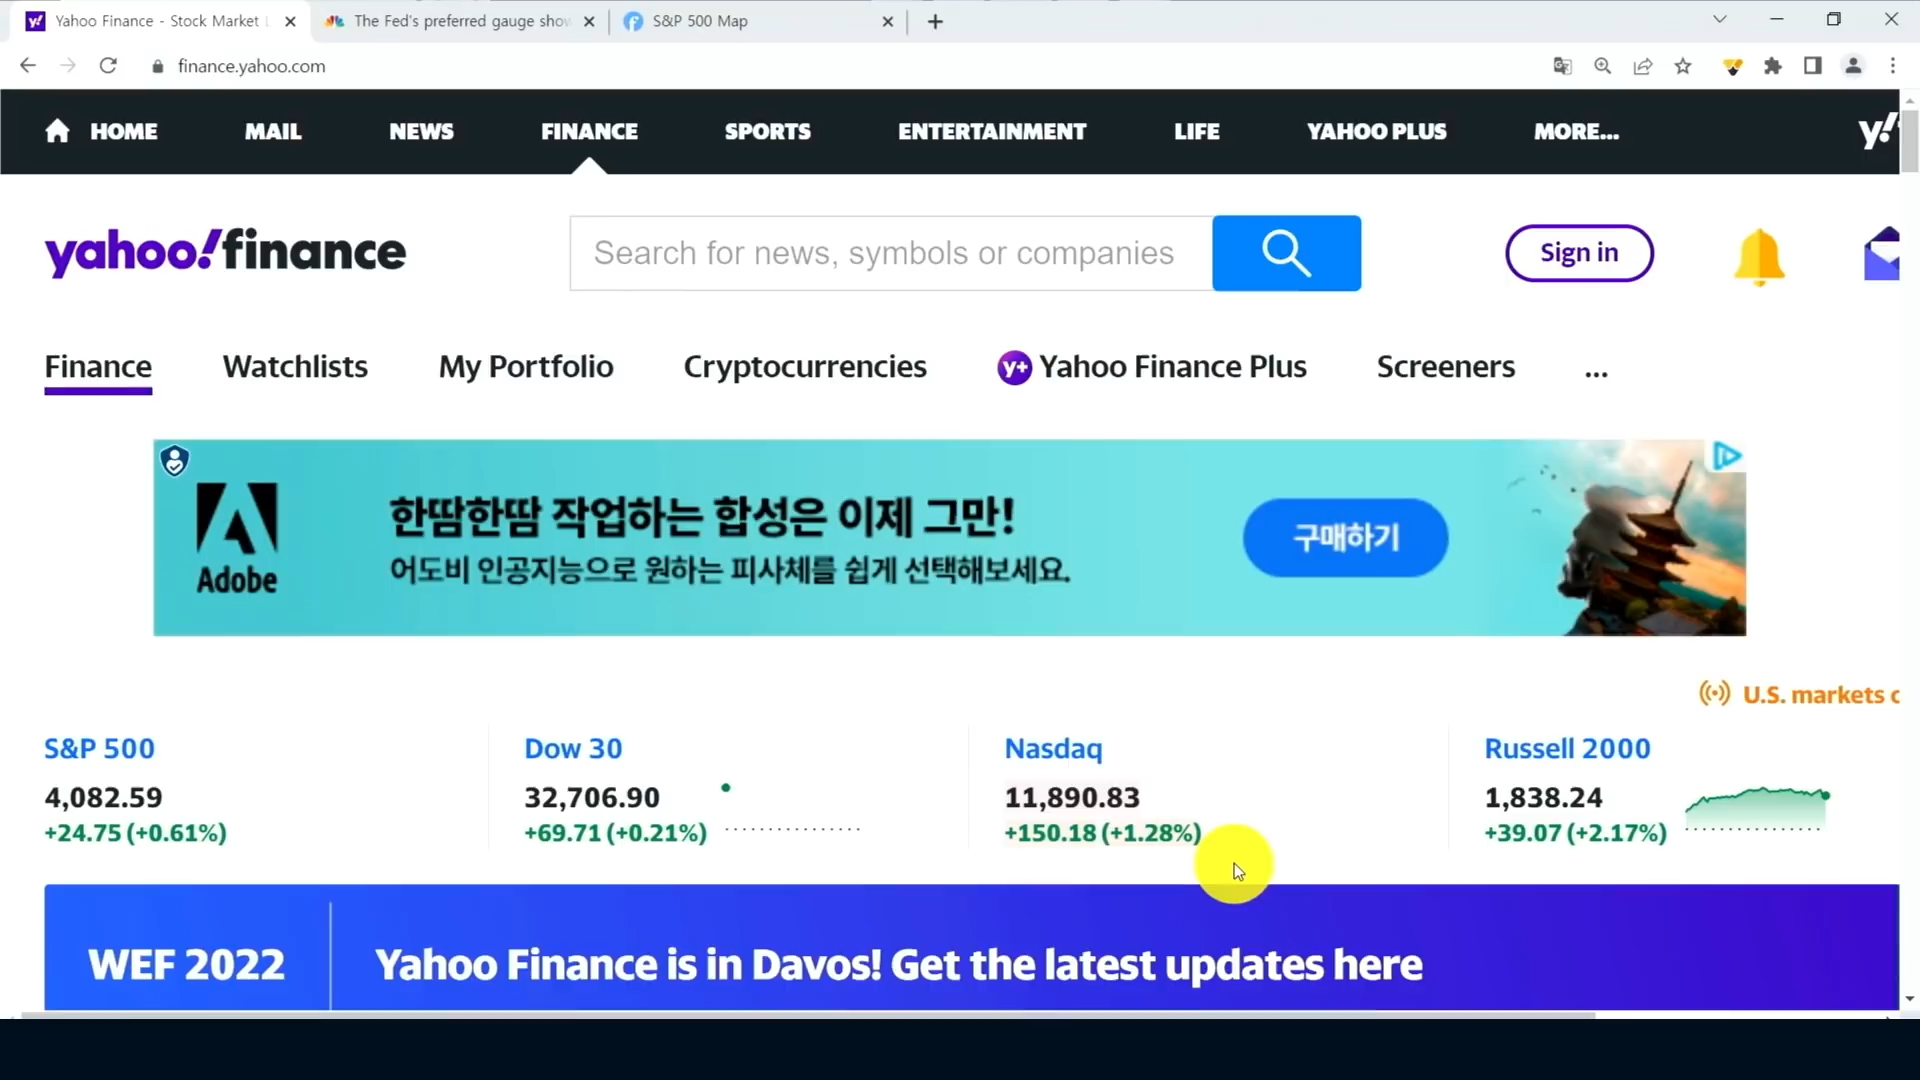 Yahoo Finance - Stock Market
The Fed's preferred gauge sho
S&P 500 Map
finance.yahoo.com
HOME
MAIL
NEWS
FINANCE
SPORTS
ENTERTAINMENT
LIFE
YAHOO PLUS
MORE...
y!
yahoo!finance
Search for news, symbols or companies
Sign in
Finance
Watchlists
My Portfolio
Cryptocurrencies
y+ Yahoo Finance Plus
Screeners
...
Adobe
한땀한땀 작업하는 합성은 이제 그만!
어도비 인공지능으로 원하는 피사체를 쉽게 선택해보세요.
구매하기
U.S. markets c
S&P 500
4,082.59
+24.75 (+0.61%)
Dow 30
32,706.90
+69.71 (+0.21%)
Nasdaq
11,890.83
+150.18 (+1.28%)
Russell 2000
1,838.24
+39.07 (+2.17%)
WEF 2022
Yahoo Finance is in Davos! Get the latest updates here